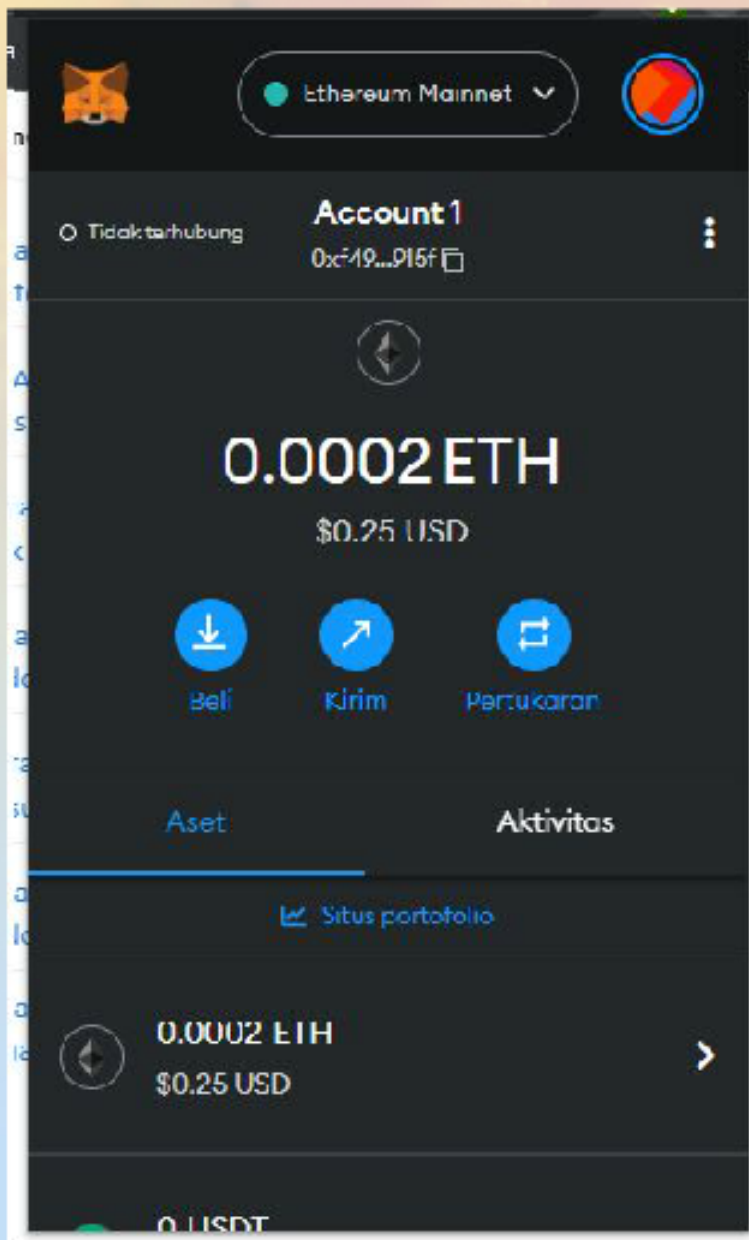 Ethereum Mainnet
Tidak terhubung
Account 1
0xf49...915f
0.0002 ETH
$0.25 USD
Beli
Kirim
Pertukaran
Aset
Aktivitas
Situs portofolio
0.0002 ETH
$0.25 USD
0 USDT